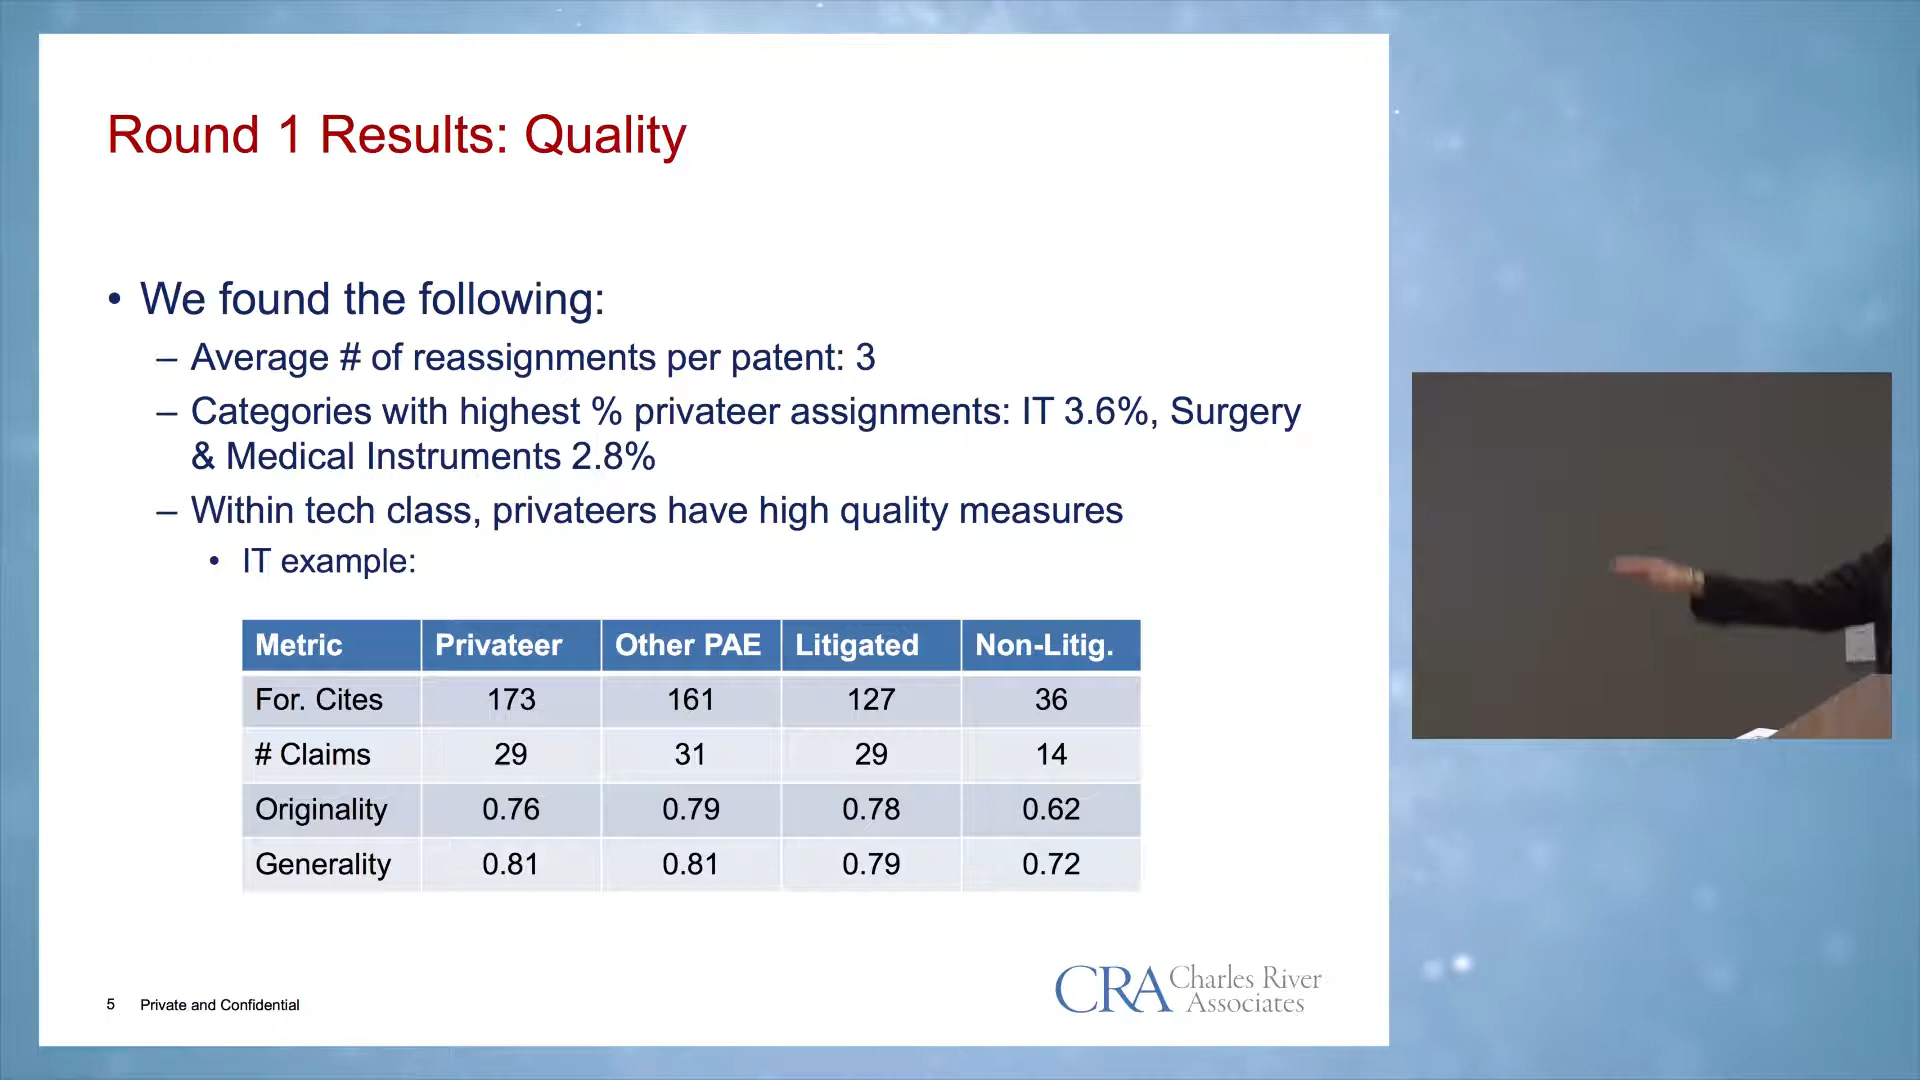 Round 1 Results: Quality
• We found the following:
– Average # of reassignments per patent: 3
– Categories with highest % privateer assignments: IT 3.6%, Surgery
& Medical Instruments 2.8%
– Within tech class, privateers have high quality measures
• IT example:
Metric Privateer Other PAE Litigated Non-Litig.
For. Cites 173 161 127 36
# Claims 29 31 29 14
Originality 0.76 0.79 0.78 0.62
Generality 0.81 0.81 0.79 0.72
CRA Charles River
Associates
5 Private and Confidential